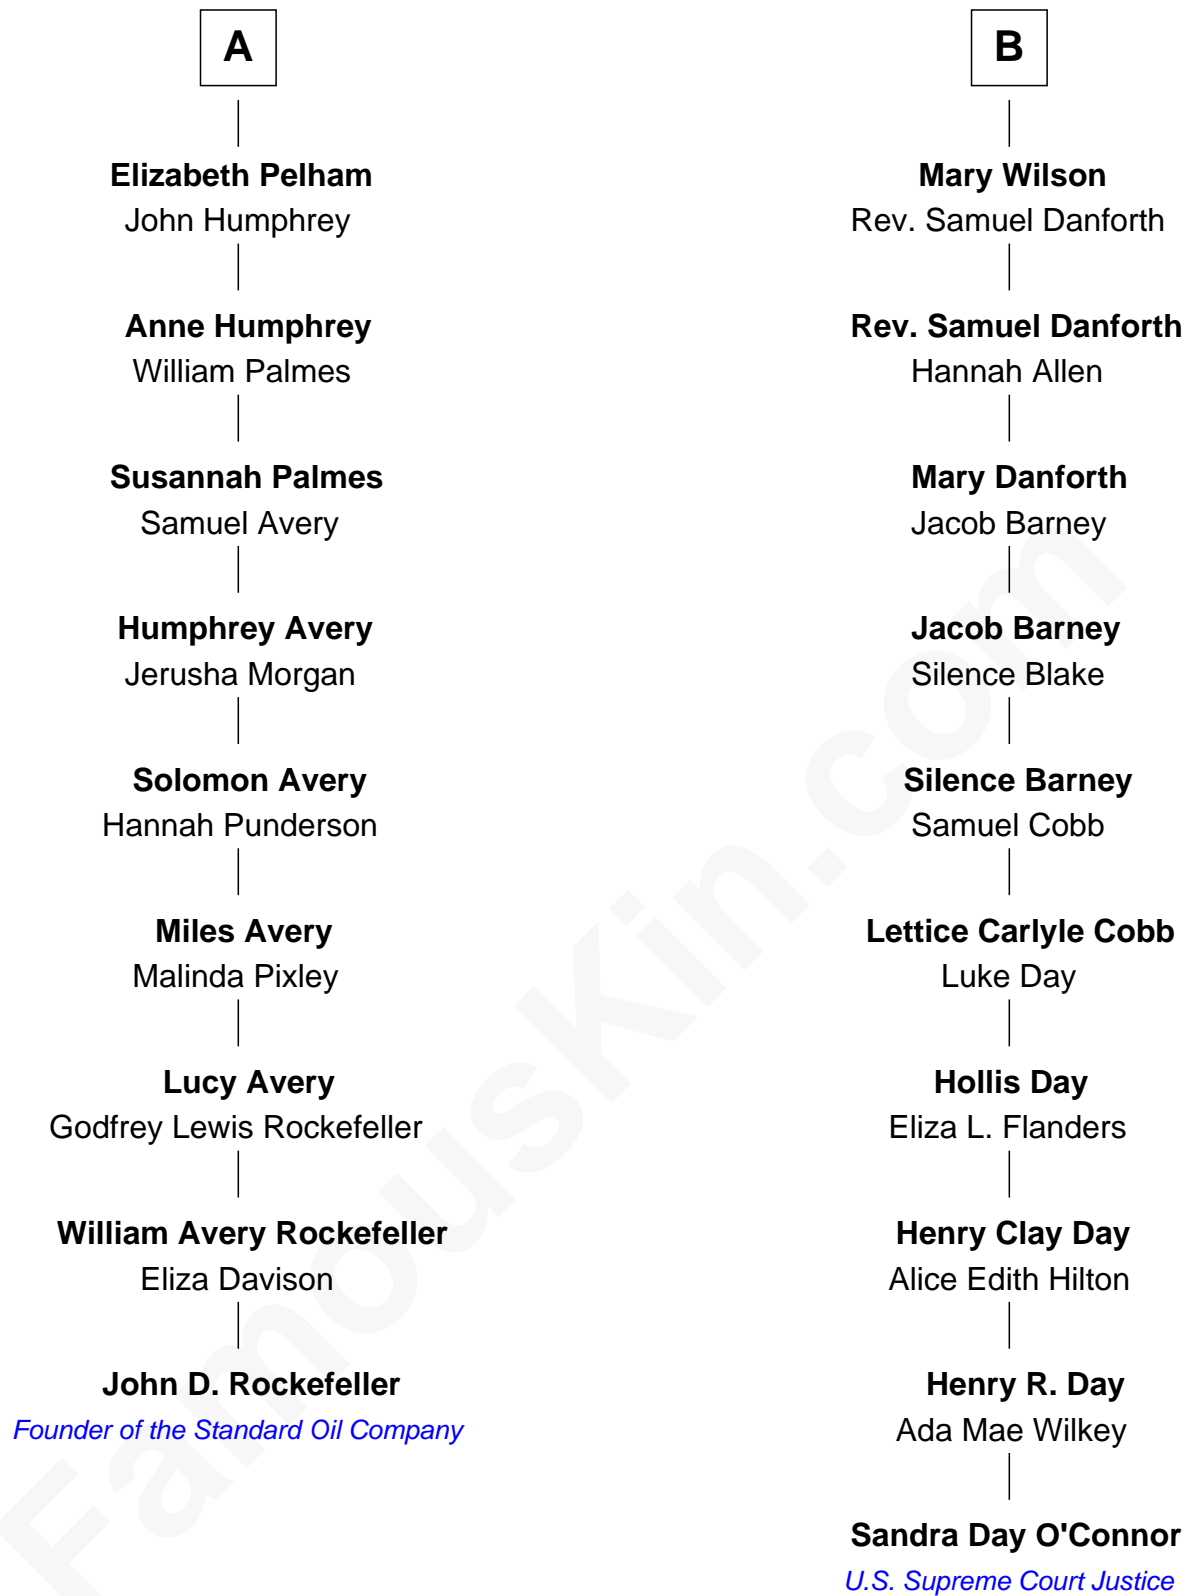 A
Elizabeth Pelham
John Humphrey
Anne Humphrey
William Palmes
Susannah Palmes
Samuel Avery
Humphrey Avery
Jerusha Morgan
Solomon Avery
Hannah Punderson
Miles Avery
Malinda Pixley
Lucy Avery
Godfrey Lewis Rockefeller
William Avery Rockefeller
Eliza Davison
John D. Rockefeller
Founder of the Standard Oil Company
B
Mary Wilson
Rev. Samuel Danforth
Rev. Samuel Danforth
Hannah Allen
Mary Danforth
Jacob Barney
Jacob Barney
Silence Blake
Silence Barney
Samuel Cobb
Lettice Carlyle Cobb
Luke Day
Hollis Day
Eliza L. Flanders
Henry Clay Day
Alice Edith Hilton
Henry R. Day
Ada Mae Wilkey
Sandra Day O'Connor
U.S. Supreme Court Justice
FamousKin.com